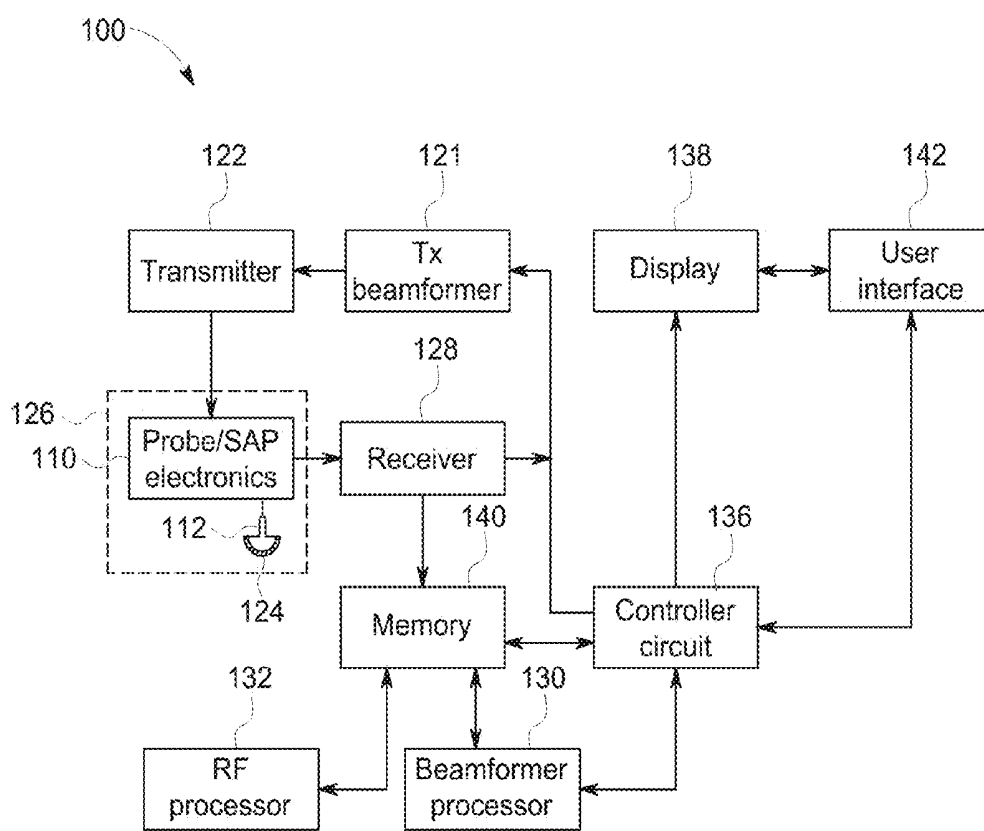 100
122
121
138
142
Transmitter
Tx
beamformer
Display
User
interface
128
126
110
Probe/SAP
electronics
Receiver
112
124
140
136
Memory
Controller
circuit
132
130
RF
processor
Beamformer
processor